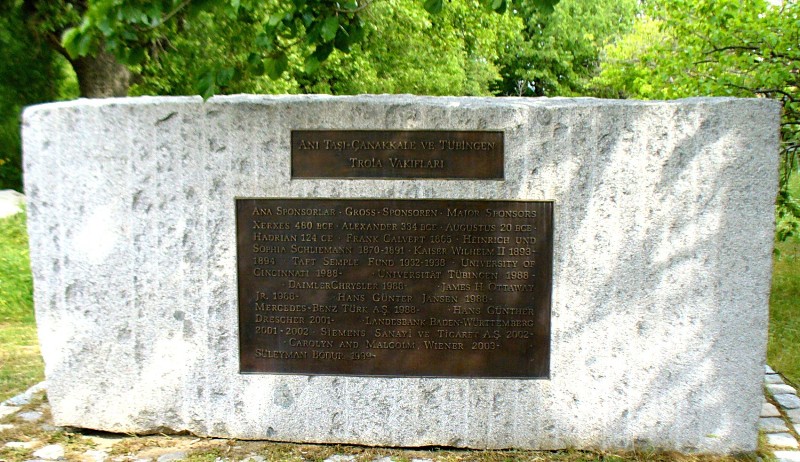 ANI TAŞI-ÇANAKKALE VE TÜBINGEN
TROIA VAKIFLARI
ANA SPONSORLAR - GROSS-SPONSOREN - MAJOR SPONSORS
XERXES 480 BCE - ALEXANDER 334 BCE - AUGUSTUS 20 BCE -
HADRIAN 124 CE - FRANK CALVERT 1865 - HEINRICH UND
SOPHIA SCHLIEMANN 1870-1891 - KAISER WILHELM II 1893-
1894 TAFT SEMPLE FUND 1932-1938 - UNIVERSITY OF
CINCINNATI 1988- UNIVERSITÄT TÜBINGEN 1988-
DAIMLERCHRYSLER 1988- JAMES H. OTTAWAY
JR. 1988- HANS GÜNTER JANSEN 1988-
MERCEDES-BENZ TÜRK A.Ş. 1988- HANS GÜNTHER
DRESCHER 2001- LANDESBANK BADEN-WÜRTTEMBERG
2001-2002 - SIEMENS SANAYI VE TICARET A.Ş. 2002-
- CAROLYN AND MALCOLM WIENER 2003-
SÜLEYMAN BODUR 1999-